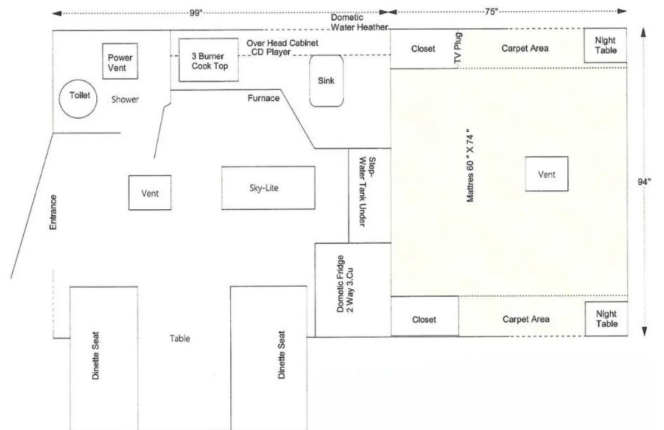 99"
75"
Dometic
Water Heather
Over Head Cabinet
CD Player
Power
Vent
3 Burner
Cook Top
Closet
TV Plug
Carpet Area
Night
Table
Sink
Toilet
Shower
Furnace
Mattres 60 " X 74 "
94"
Vent
Sky-Lite
Step-
Water Tank Under
Vent
Entrance
Dometic Fridge
2 Way 3.Cu
Closet
Carpet Area
Night
Table
Dinette Seat
Table
Dinette Seat